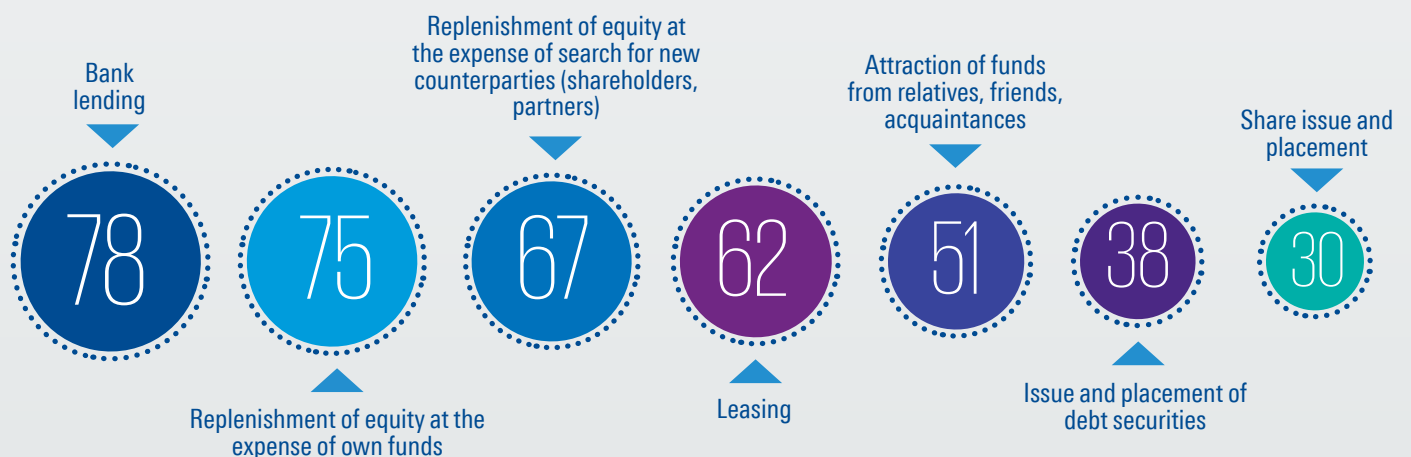 Bank
lending
78
75
Replenishment of equity at the
expense of own funds
Replenishment of equity at
the expense of search for new
counterparties (shareholders,
partners)
67
62
Leasing
Attraction of funds
from relatives, friends,
acquaintances
51
38
Issue and placement of
debt securities
Share issue and
placement
30